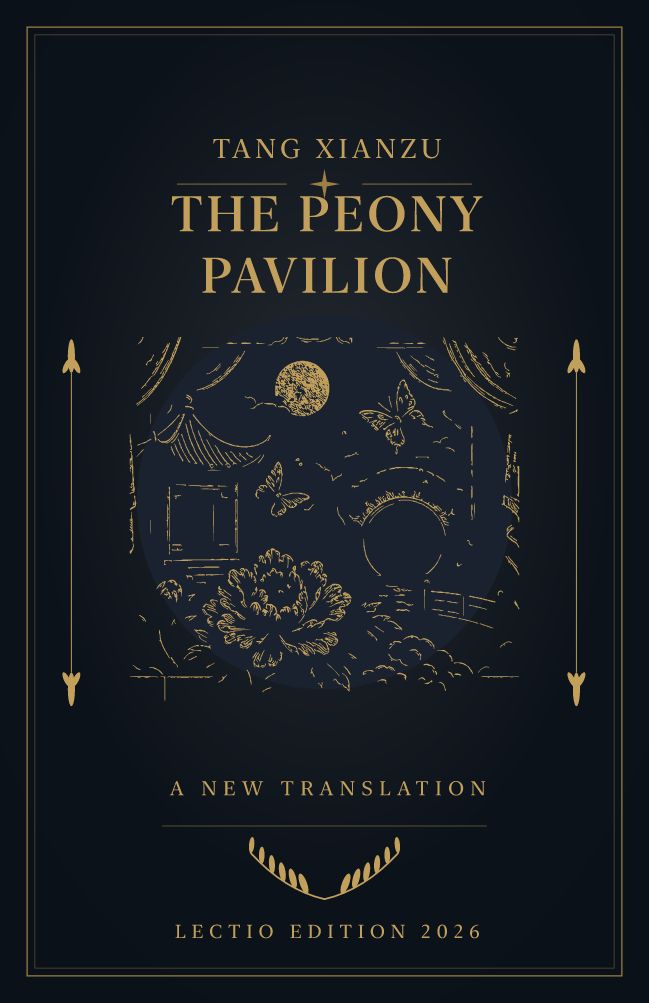 TANG XIANZU
THE PEONY
PAVILION
A NEW TRANSLATION
LECTIO EDITION 2026